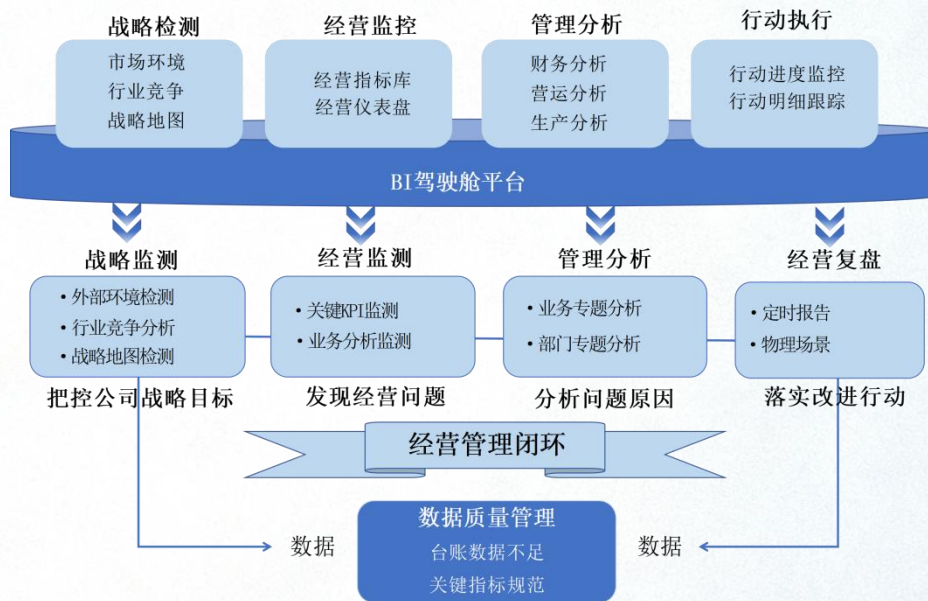 战略检测
市场环境
行业竞争
战略地图
经营监控
经营指标库
经营仪表盘
管理分析
财务分析
营运分析
生产分析
行动执行
行动进度监控
行动明细跟踪
BI驾驶舱平台
战略监测
•外部环境检测
•行业竞争分析
•战略地图检测
把控公司战略目标
经营监测
•关键KPI监测
•业务分析监测
发现经营问题
管理分析
•业务专题分析
•部门专题分析
分析问题原因
经营复盘
•定时报告
•物理场景
落实改进行动
经营管理闭环
数据
数据质量管理
台账数据不足
关键指标规范
数据